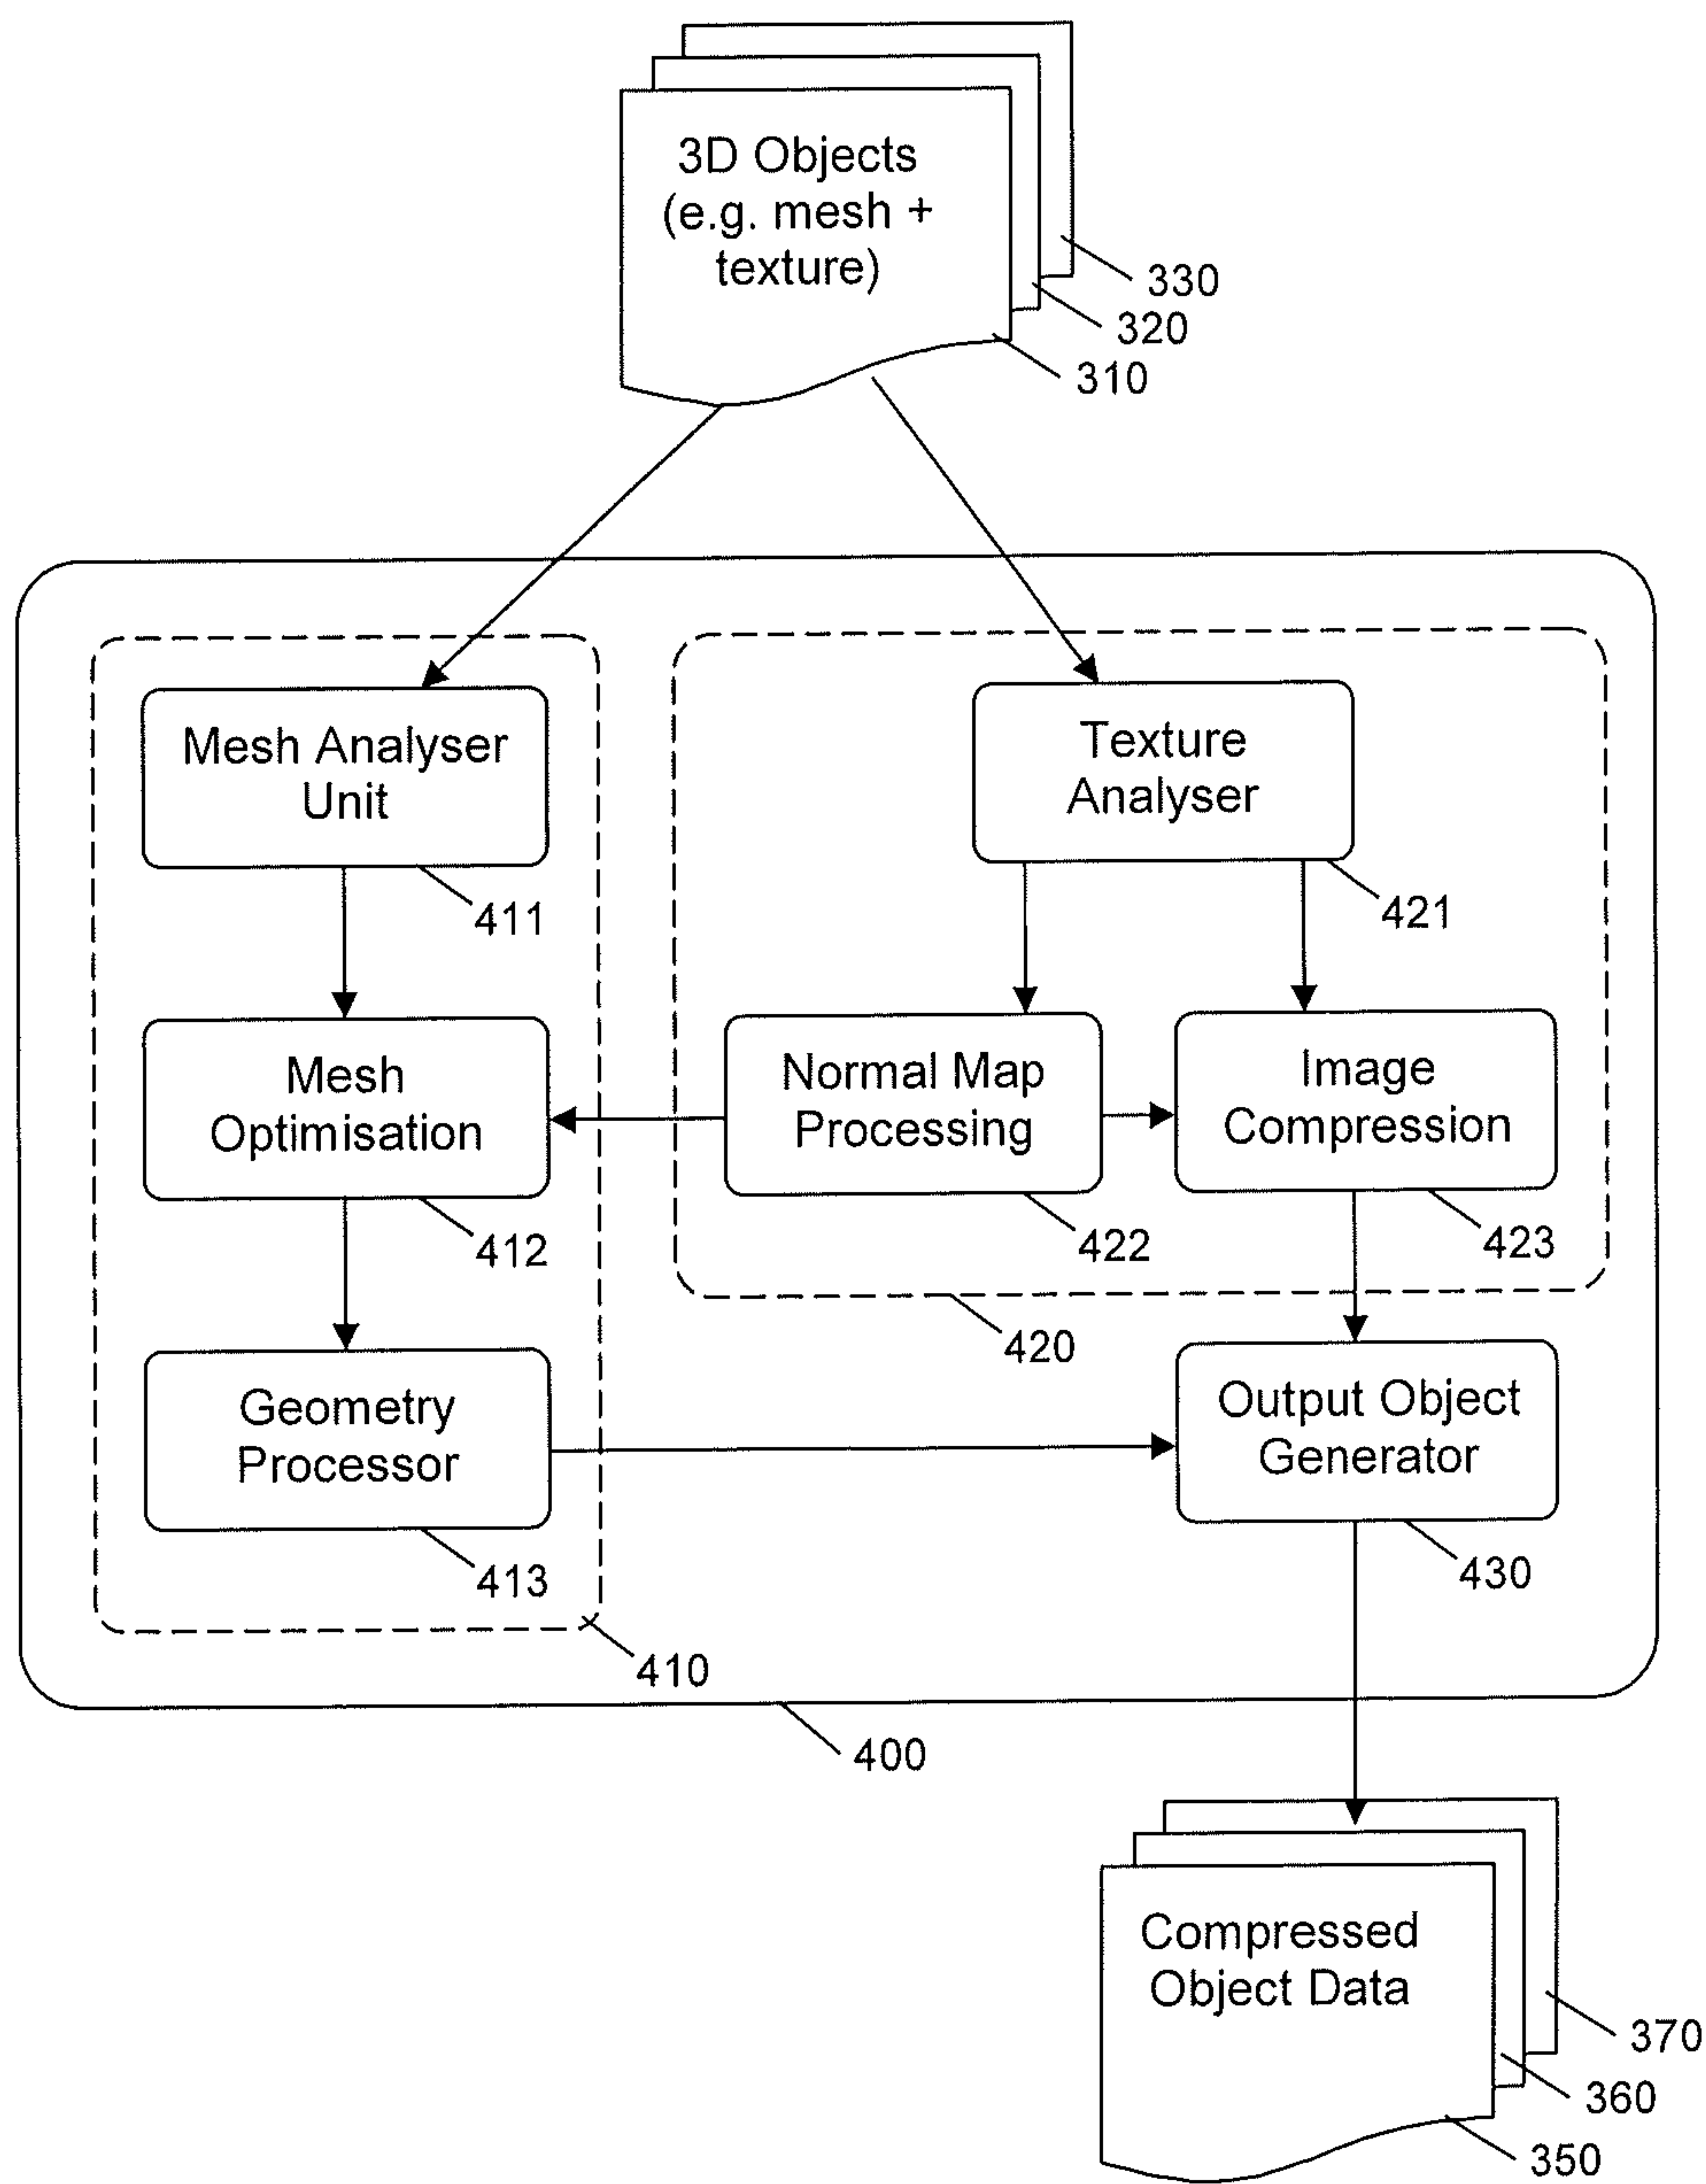 3D Objects
(e.g. mesh +
texture)
330
320
310
Mesh Analyser
Unit
411
Texture
Analyser
421
Mesh
Optimisation
412
Normal Map
Processing
422
Image
Compression
423
420
Geometry
Processor
413
Output Object
Generator
430
410
400
Compressed
Object Data
370
360
350